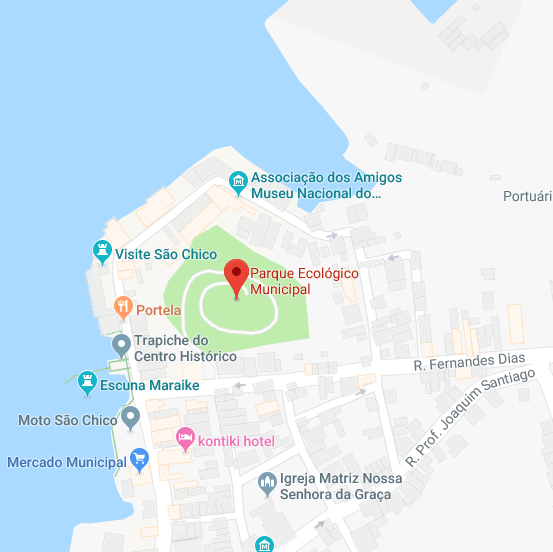 Associação dos Amigos
Museu Nacional do...
Portuári
Visite São Chico
Parque Ecológico
Municipal
Portela
Trapiche do
Centro Histórico
R. Fernandes Dias
Escuna Maraike
R. Prof. Joaquim Santiago
Moto São Chico
kontiki hotel
Mercado Municipal
Igreja Matriz Nossa
Senhora da Graça